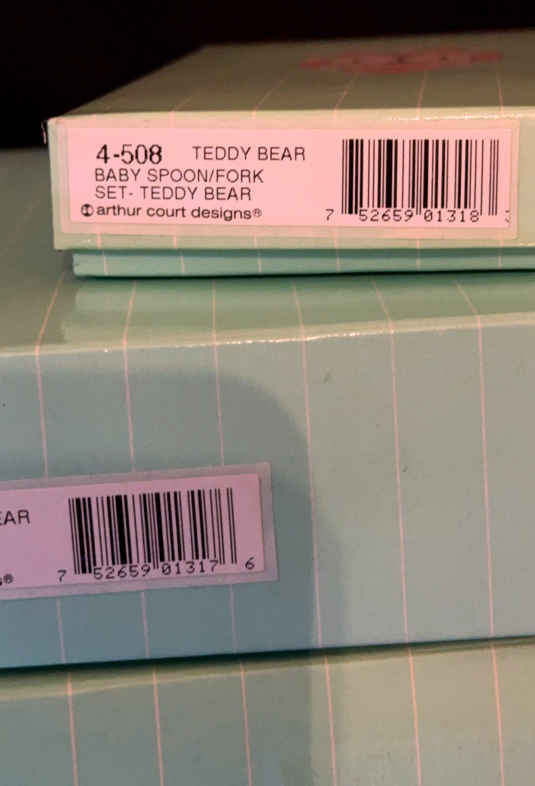 4-508 TEDDY BEAR
BABY SPOON/FORK
SET- TEDDY BEAR
arthur court designs®
7 52659 01318 3
EAR
7 52659 01317 6